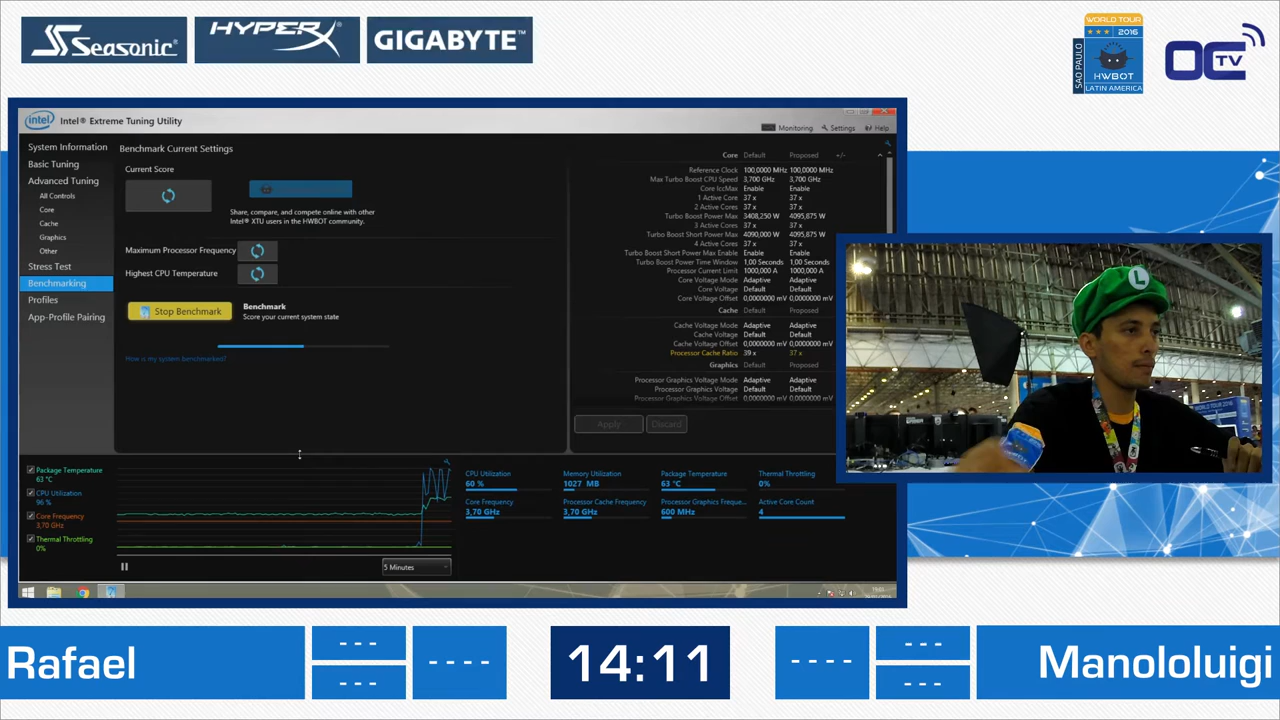 Seasonic
HYPERX
GIGABYTE™
WORLD TOUR
2016
SAO PAULO
HWBOT
LATIN AMERICA
OCTV
intel Intel® Extreme Tuning Utility
Monitoring Settings Help
System Information
Basic Tuning
Advanced Tuning
All Controls
Core
Cache
Graphics
Other
Stress Test
Benchmarking
Profiles
App-Profile Pairing
Benchmark Current Settings
Current Score
Share, compare, and compete online with other
Intel® XTU users in the HWBOT community.
Maximum Processor Frequency
Highest CPU Temperature
Stop Benchmark
Benchmark
Score your current system state
How is my system benchmarked?
Core Default Proposed +/-
Reference Clock 100,0000 MHz 100,0000 MHz
Max Turbo Boost CPU Speed 3,700 GHz 3,700 GHz
Core IccMax Enable Enable
1 Active Core 37 x 37 x
2 Active Cores 37 x 37 x
Turbo Boost Power Max 3408,250 W 4095,875 W
3 Active Cores 37 x 37 x
Turbo Boost Short Power Max 4090,000 W 4095,875 W
4 Active Cores 37 x 37 x
Turbo Boost Short Power Max Enable Enable Enable
Turbo Boost Power Time Window 1,00 Seconds 1,00 Seconds
Processor Current Limit 1000,000 A 1000,000 A
Core Voltage Mode Adaptive Adaptive
Core Voltage Default Default
Core Voltage Offset 0,0000000 mV 0,0000000 mV
Cache Default Proposed
Cache Voltage Mode Adaptive Adaptive
Cache Voltage Default Default
Cache Voltage Offset 0,0000000 mV 0,0000000 mV
Processor Cache Ratio 39 x 37 x
Graphics Default Proposed
Processor Graphics Voltage Mode Adaptive Adaptive
Processor Graphics Voltage Default Default
Processor Graphics Voltage Offset 0,0000000 mV 0,0000000 mV
Apply Discard
Package Temperature
63 °C
CPU Utilization
96 %
Core Frequency
3,70 GHz
Thermal Throttling
0%
5 Minutes
CPU Utilization
60 %
Memory Utilization
1027 MB
Package Temperature
63 °C
Thermal Throttling
0%
Core Frequency
3,70 GHz
Processor Cache Frequency
3,70 GHz
Processor Graphics Freque...
600 MHz
Active Core Count
4
L
Rafael
--- ---- 14:11 ---- ---
--- ---
Manololuigi